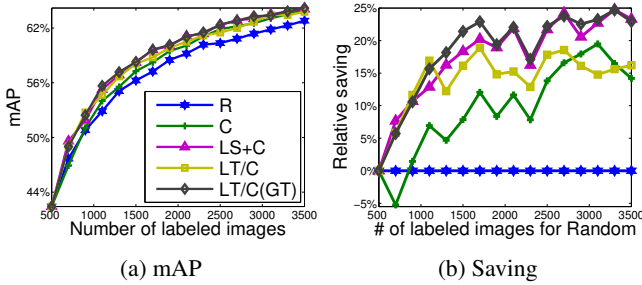 62%
56%
50%
44%
mAP
R
C
LS+C
LT/C
LT/C(GT)
500 1000 1500 2000 2500 3000 3500
Number of labeled images
(a) mAP
25%
20%
15%
10%
5%
0%
−5%
Relative saving
500 1000 1500 2000 2500 3000 3500
# of labeled images for Random
(b) Saving